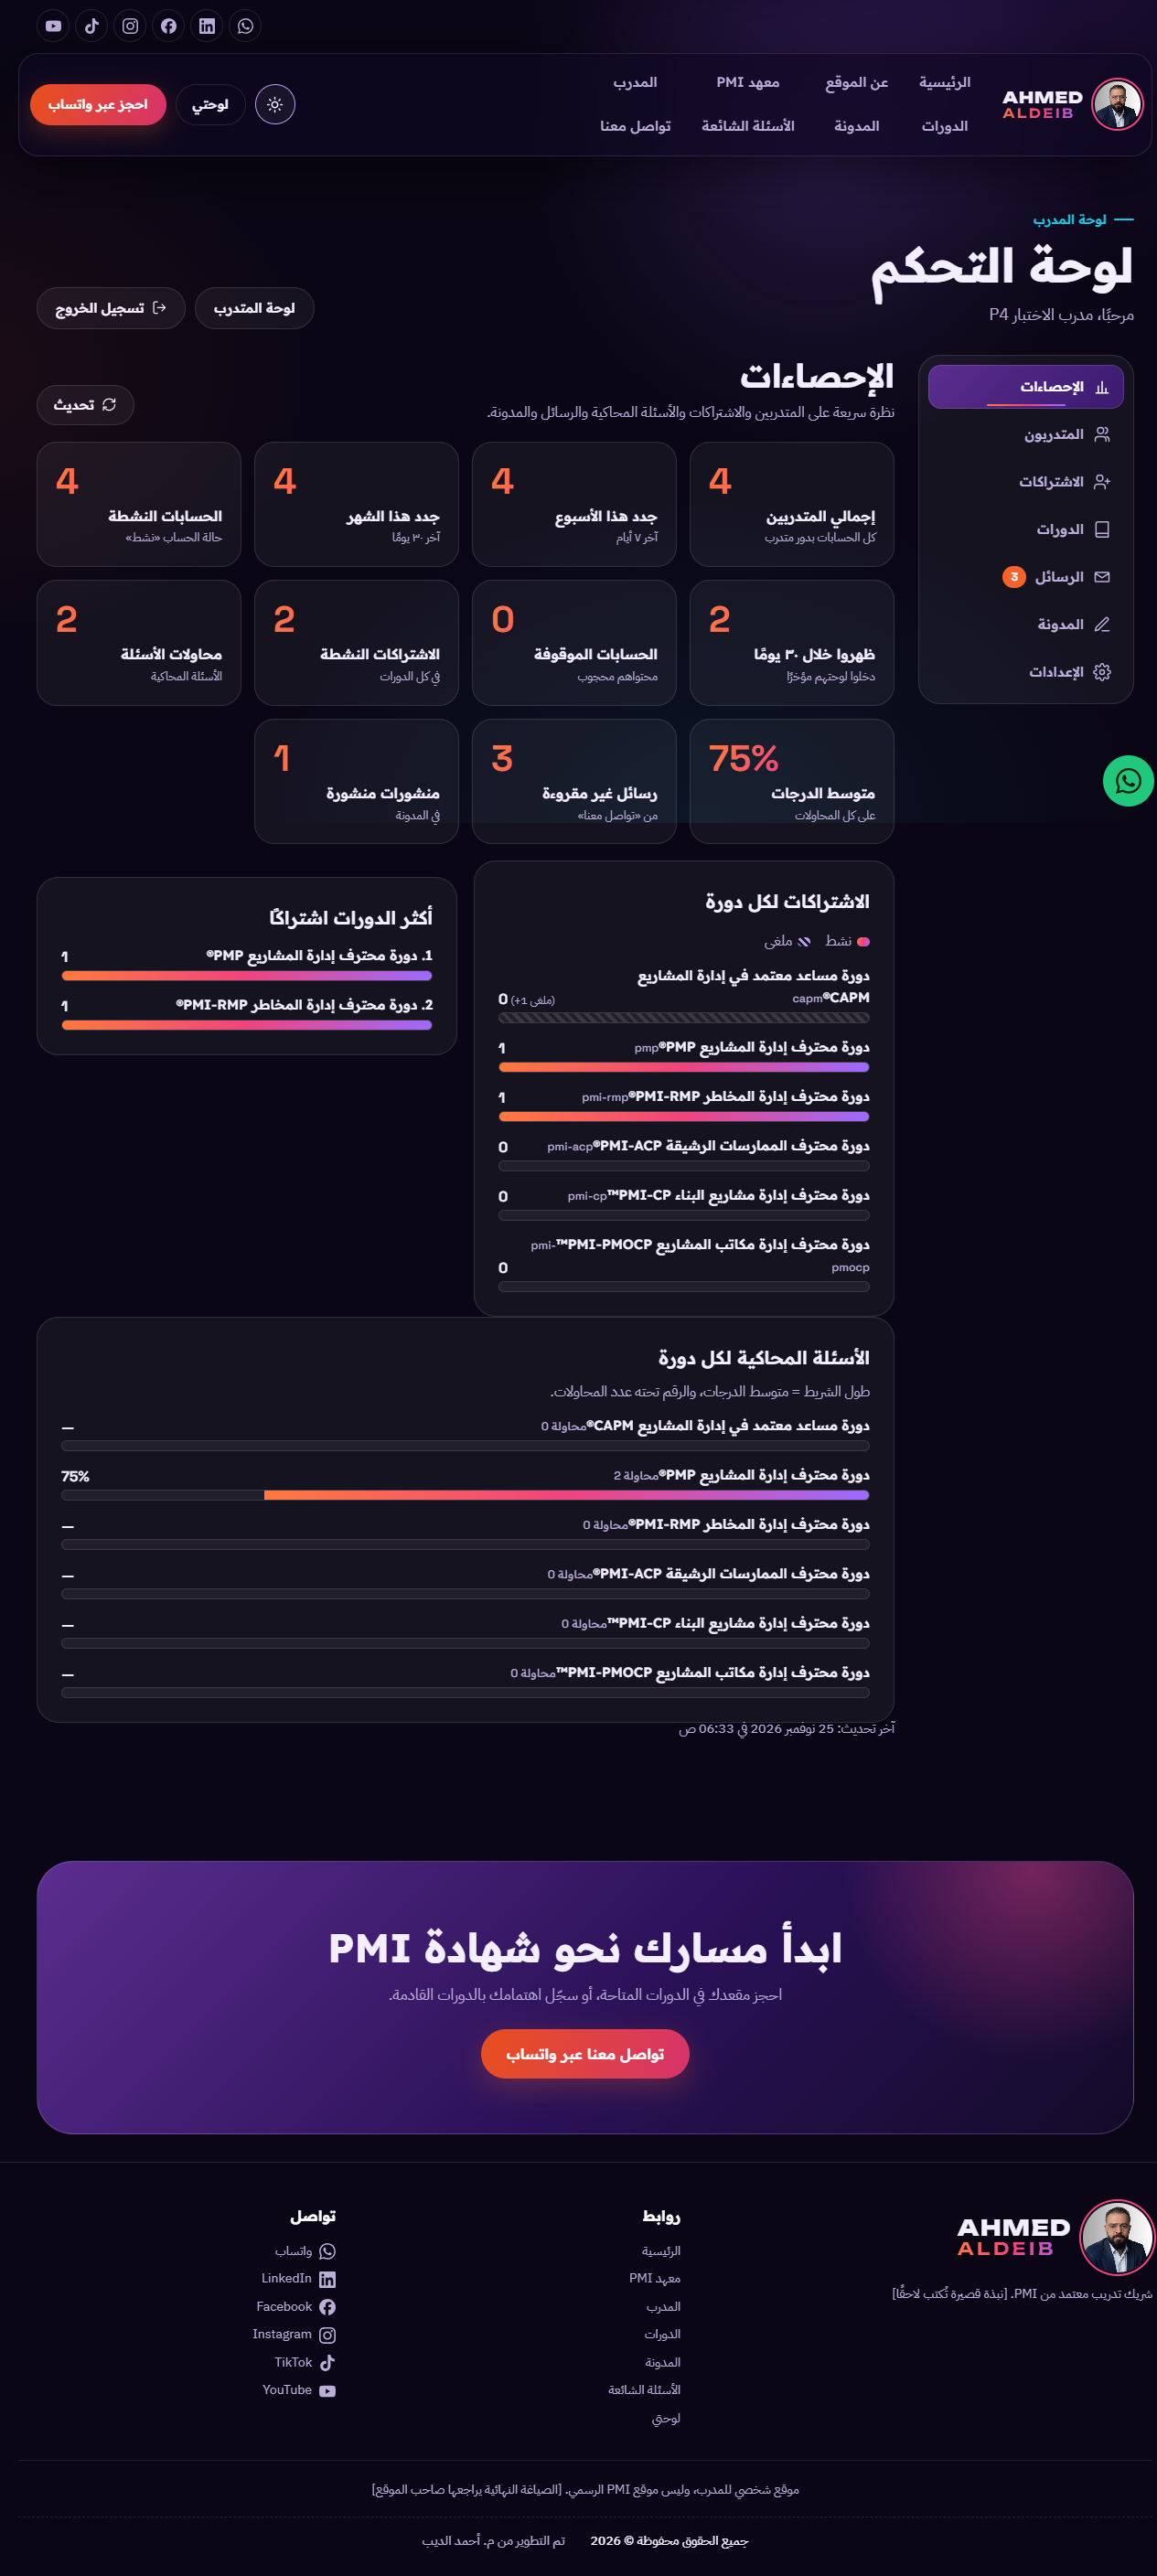 AHMED
ALDEIB
الرئيسية
عن الموقع
معهد PMI
المدرب
الدورات
المدونة
الأسئلة الشائعة
تواصل معنا
لوحتي
احجز عبر واتساب
لوحة المدرب
لوحة التحكم
مرحبًا، مدرب الاختبار P4
لوحة المتدرب
تسجيل الخروج
الإحصاءات
المتدربون
الاشتراكات
الدورات
الرسائل 3
المدونة
الإعدادات
الإحصاءات
نظرة سريعة على المتدربين والاشتراكات والأسئلة المحاكية والرسائل والمدونة.
تحديث
4
إجمالي المتدربين
كل الحسابات بدور متدرب
4
جدد هذا الأسبوع
آخر ٧ أيام
4
جدد هذا الشهر
آخر ٣٠ يومًا
4
الحسابات النشطة
حالة الحساب «نشط»
2
ظهروا خلال ٣٠ يومًا
دخلوا لوحتهم مؤخرًا
0
الحسابات الموقوفة
محتواهم محجوب
2
الاشتراكات النشطة
في كل الدورات
2
محاولات الأسئلة
الأسئلة المحاكية
75%
متوسط الدرجات
على كل المحاولات
3
رسائل غير مقروءة
من «تواصل معنا»
1
منشورات منشورة
في المدونة
الاشتراكات لكل دورة
نشط
ملغى
دورة مساعد معتمد في إدارة المشاريع
CAPM®capm
0 (ملغى 1+)
دورة محترف إدارة المشاريع PMP®pmp
1
دورة محترف إدارة المخاطر PMI-RMP®pmi-rmp
1
دورة محترف الممارسات الرشيقة PMI-ACP®pmi-acp
0
دورة محترف إدارة مشاريع البناء PMI-CP™pmi-cp
0
دورة محترف إدارة مكاتب المشاريع PMI-PMOCP™pmi-
pmocp
0
أكثر الدورات اشتراكًا
1. دورة محترف إدارة المشاريع PMP®
1
2. دورة محترف إدارة المخاطر PMI-RMP®
1
الأسئلة المحاكية لكل دورة
طول الشريط = متوسط الدرجات، والرقم تحته عدد المحاولات.
دورة مساعد معتمد في إدارة المشاريع CAPM®محاولة 0
—
دورة محترف إدارة المشاريع PMP®محاولة 2
75%
دورة محترف إدارة المخاطر PMI-RMP®محاولة 0
—
دورة محترف الممارسات الرشيقة PMI-ACP®محاولة 0
—
دورة محترف إدارة مشاريع البناء PMI-CP™محاولة 0
—
دورة محترف إدارة مكاتب المشاريع PMI-PMOCP™محاولة 0
—
آخر تحديث: 25 نوفمبر 2026 في 06:33 ص
ابدأ مسارك نحو شهادة PMI
احجز مقعدك في الدورات المتاحة، أو سجّل اهتمامك بالدورات القادمة.
تواصل معنا عبر واتساب
AHMED
ALDEIB
شريك تدريب معتمد من PMI. [نبذة قصيرة تُكتب لاحقًا]
روابط
الرئيسية
معهد PMI
المدرب
الدورات
المدونة
الأسئلة الشائعة
لوحتي
تواصل
واتساب
LinkedIn
Facebook
Instagram
TikTok
YouTube
موقع شخصي للمدرب، وليس موقع PMI الرسمي. [الصياغة النهائية يراجعها صاحب الموقع]
جميع الحقوق محفوظة © 2026
تم التطوير من م. أحمد الديب